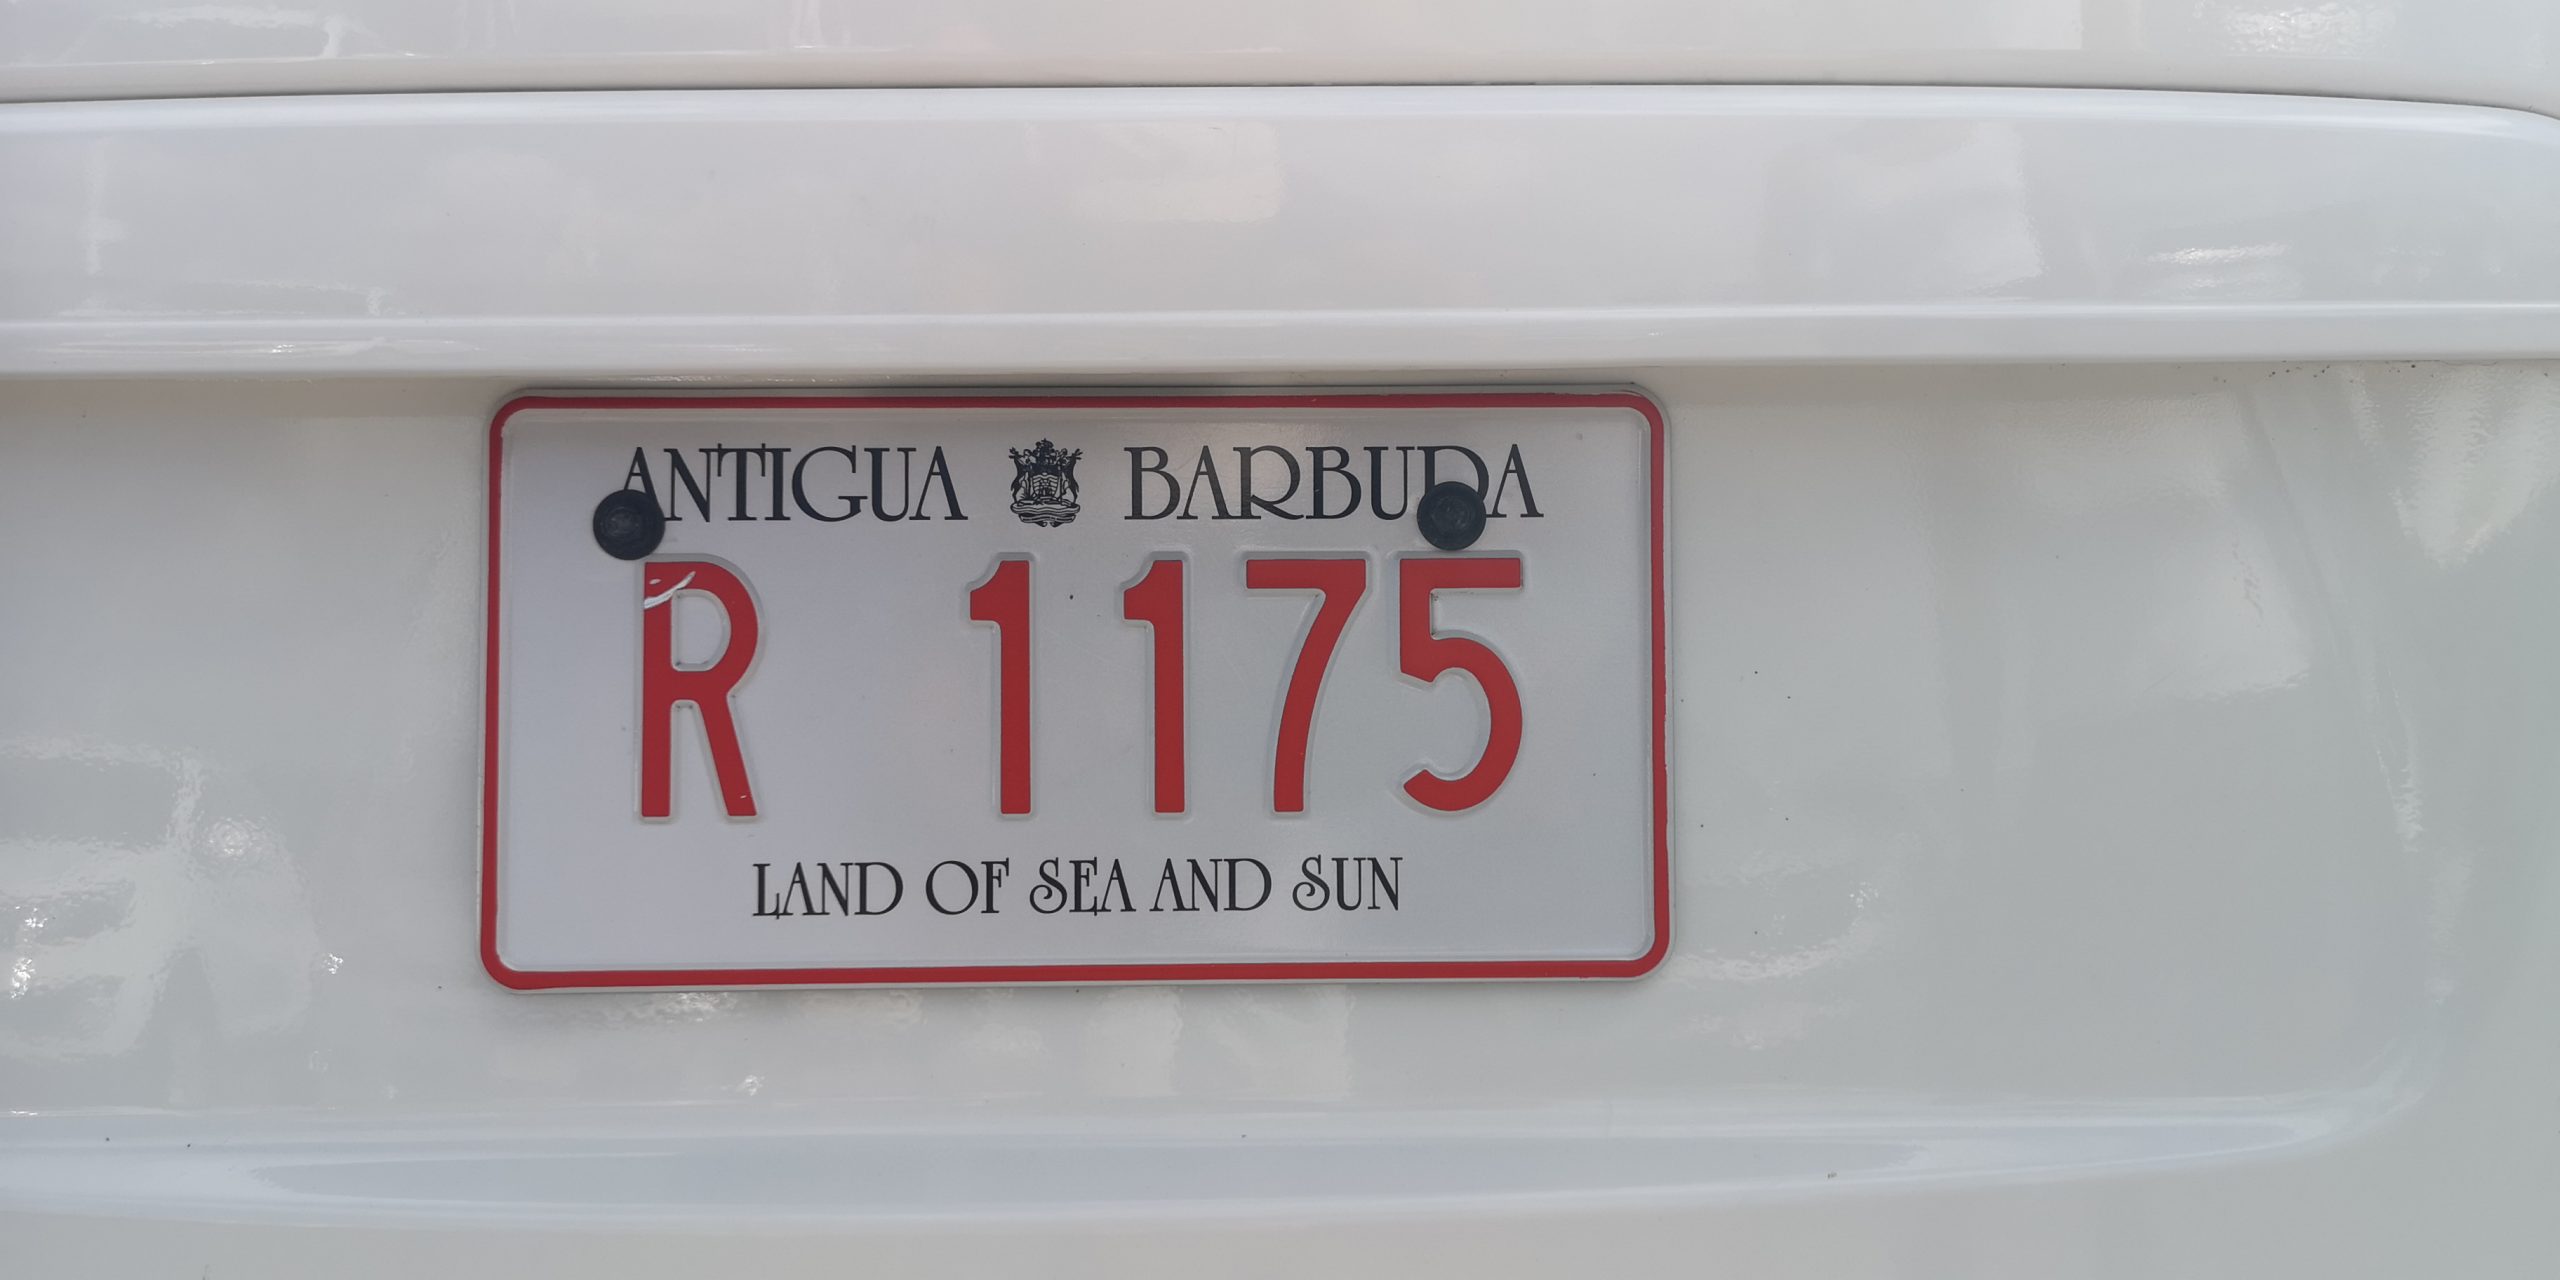 ANTIGUA BARBUDA
R 1175
LAND OF SEA AND SUN